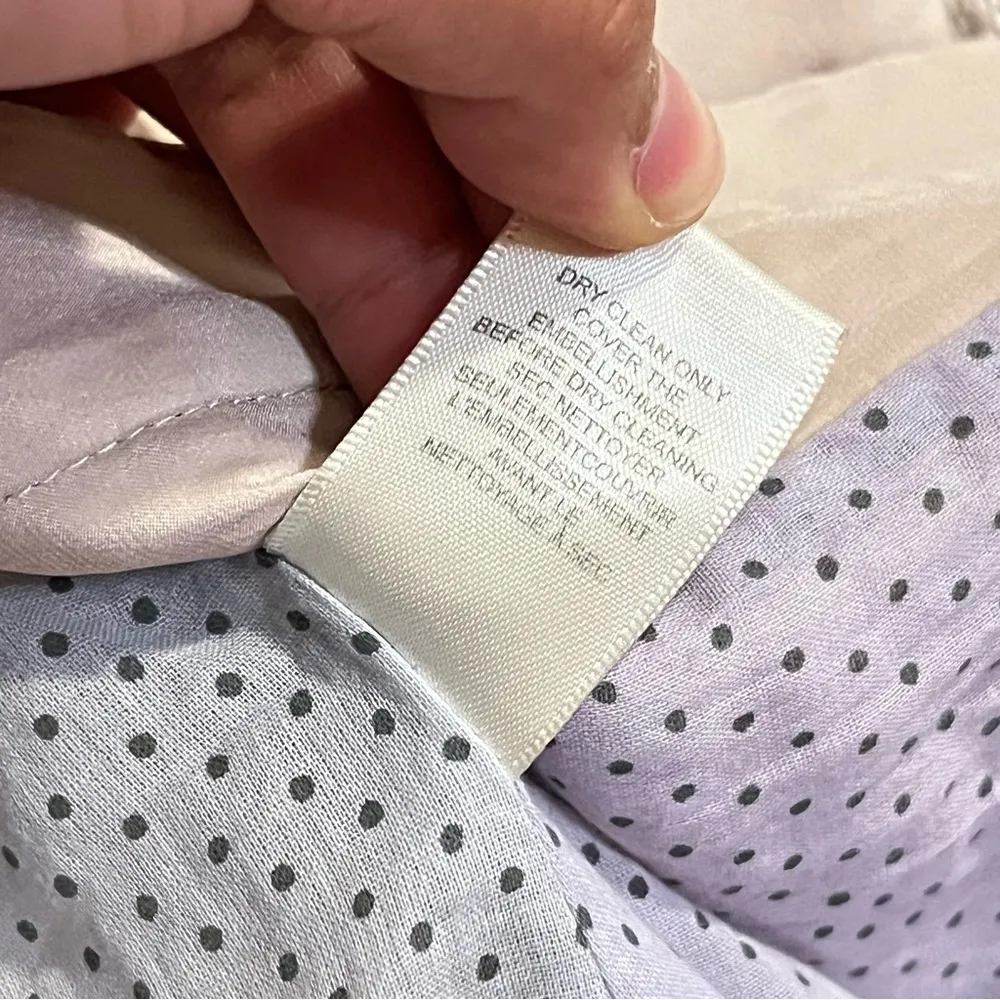 DRY CLEAN ONLY
COVER THE
EMBELLISHMENT
BEFORE DRY CLEANING
SEC NETTOYER
SEULEMENTCOUVRIR
L'EMBELLISSEMENT
AVANT LE
NETTOYAGE A SEC